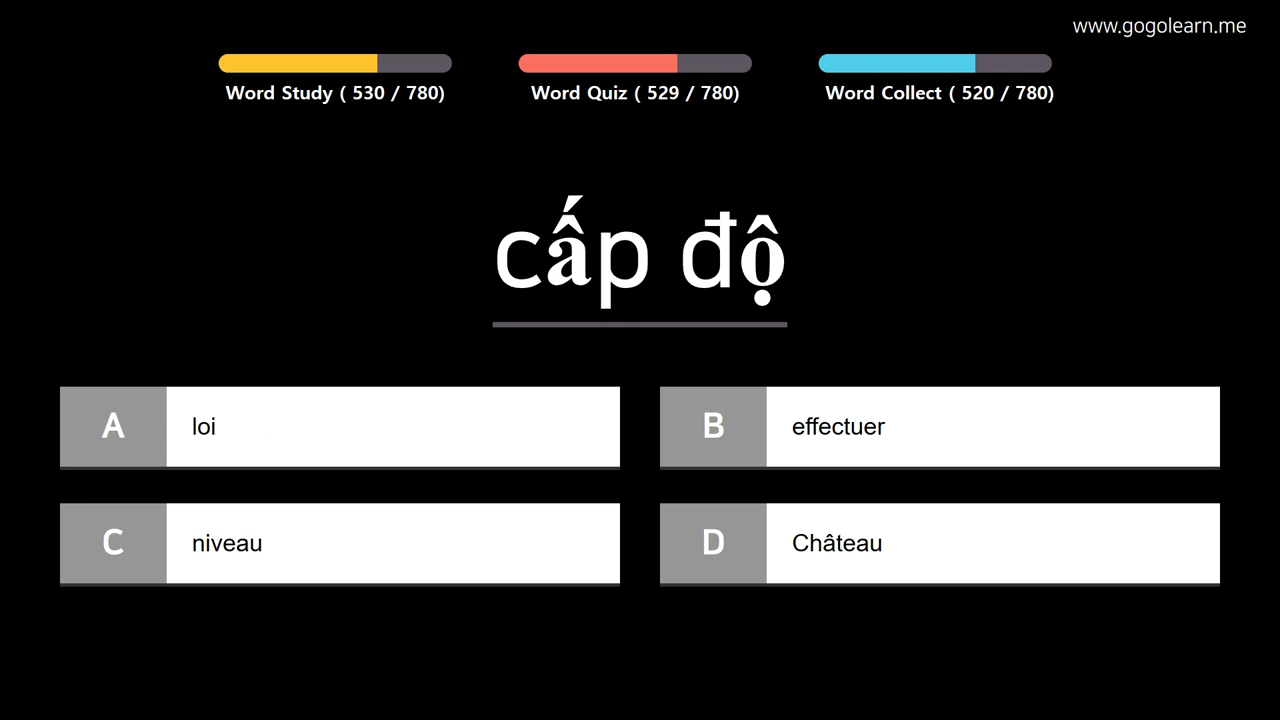 www.gogolearn.me
Word Study ( 530 / 780)
Word Quiz ( 529 / 780)
Word Collect ( 520 / 780)
cấp độ
A loi
B effectuer
C niveau
D Château